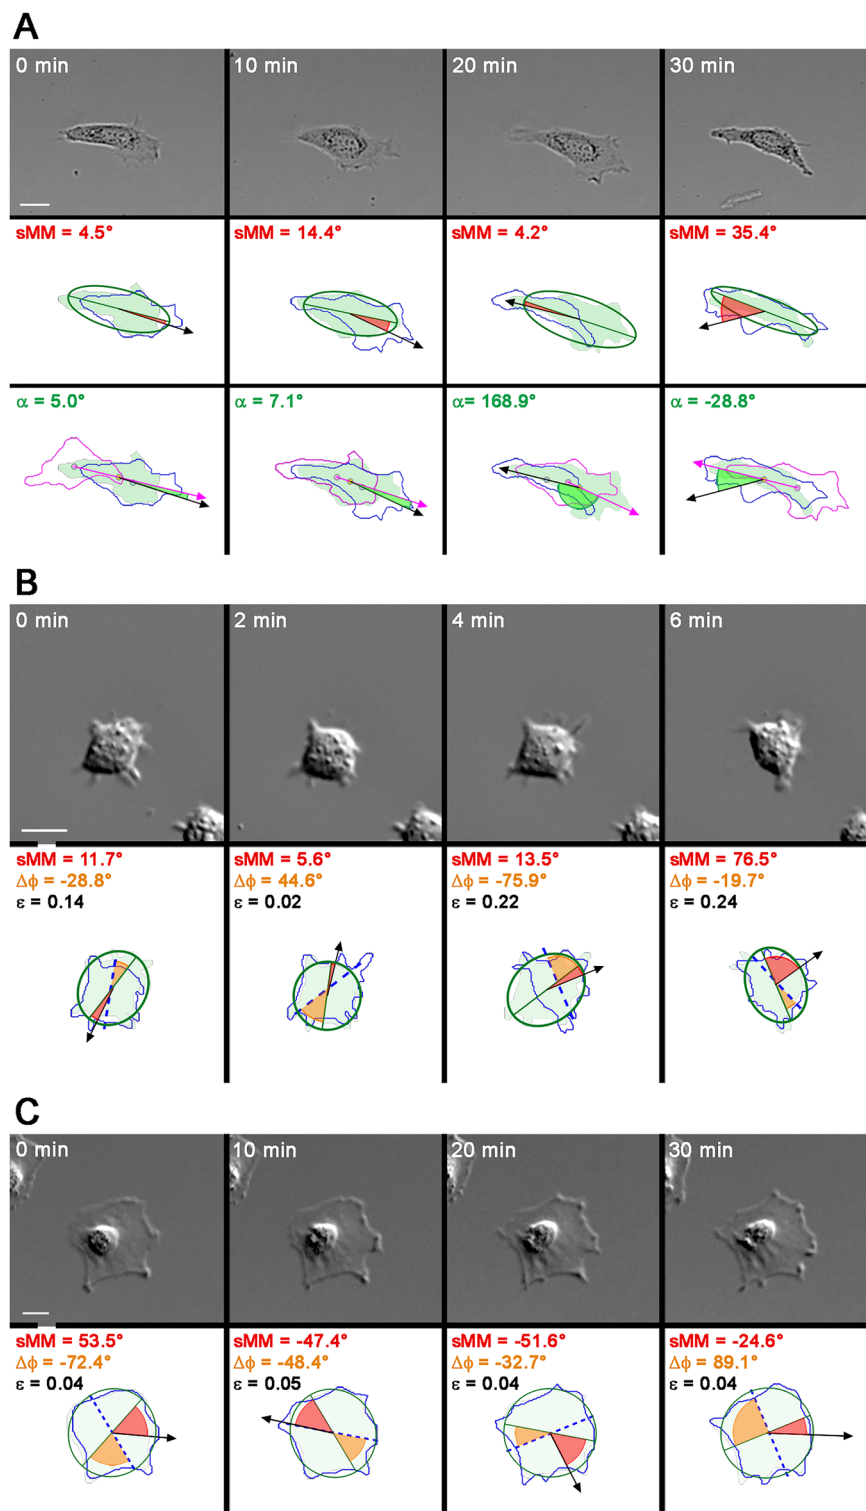 A
0 min 10 min 20 min 30 min
sMM = 4.5° sMM = 14.4° sMM = 4.2° sMM = 35.4°
α = 5.0° α = 7.1° α= 168.9° α = -28.8°
B
0 min 2 min 4 min 6 min
sMM = 11.7° sMM = 5.6° sMM = 13.5° sMM = 76.5°
Δϕ = -28.8° Δϕ = 44.6° Δϕ = -75.9° Δϕ = -19.7°
ε = 0.14 ε = 0.02 ε = 0.22 ε = 0.24
C
0 min 10 min 20 min 30 min
sMM = 53.5° sMM = -47.4° sMM = -51.6° sMM = -24.6°
Δϕ = -72.4° Δϕ = -48.4° Δϕ = -32.7° Δϕ = 89.1°
ε = 0.04 ε = 0.05 ε = 0.04 ε = 0.04